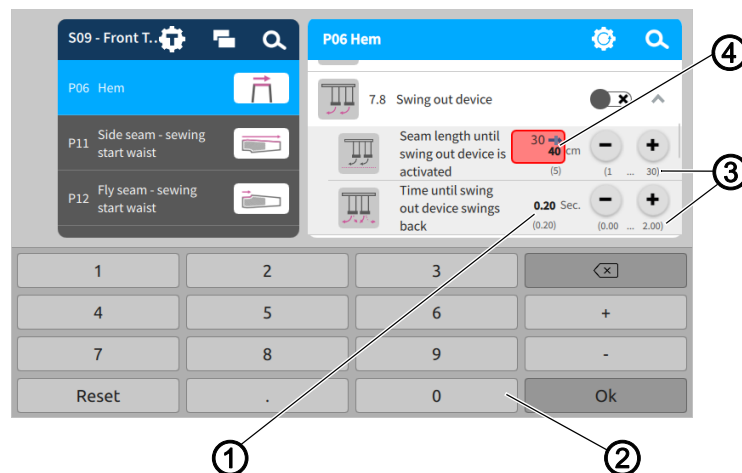 S09 - Front T..
T
P06 Hem
P06 Hem
7.8 Swing out device
P11 Side seam - sewing
start waist
P12 Fly seam - sewing
start waist
Seam length until
swing out device is
activated
30
40 cm
(5)
-
+
(1 ... 30)
Time until swing
out device swings
back
0.20 Sec.
(0.20)
-
+
(0.00 ... 2.00)
1 2 3
4 5 6 +
7 8 9 -
Reset . 0 Ok
4
3
1
2